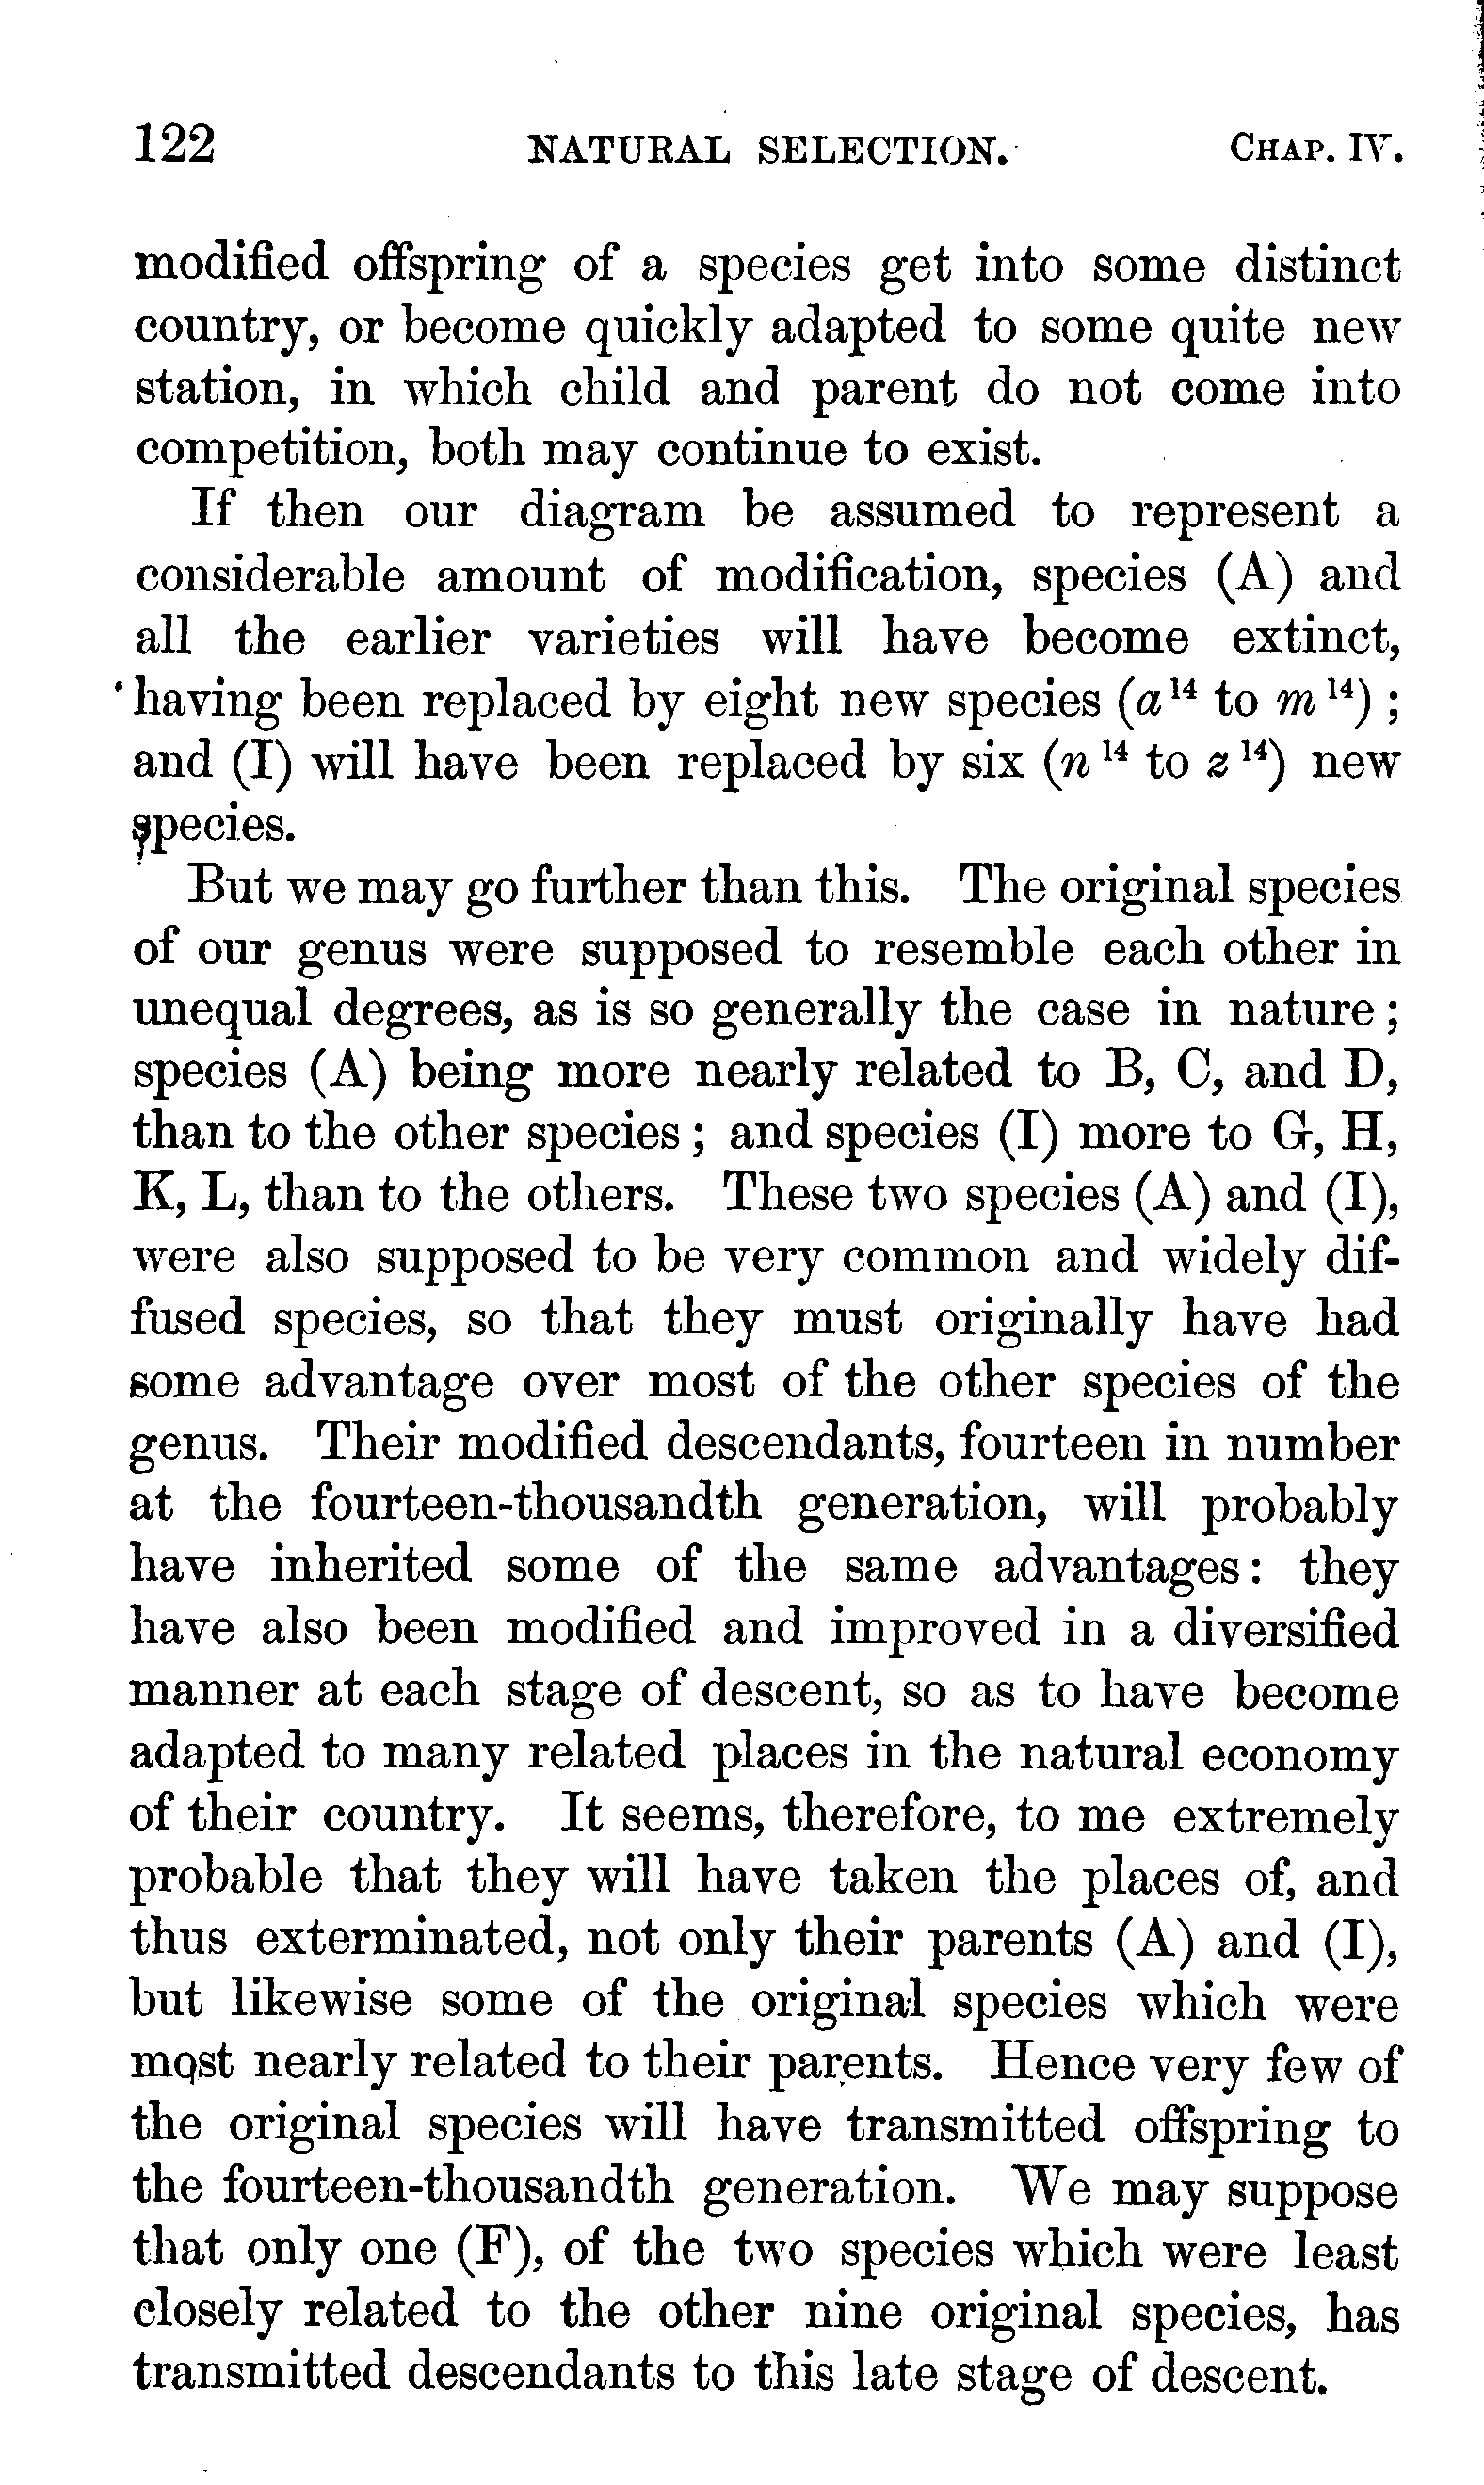 122 NATURAL SELECTION. CHAP. IV.
modified offspring of a species get into some distinct
country, or become quickly adapted to some quite new
station, in which child and parent do not come into
competition, both may continue to exist.
If then our diagram be assumed to represent a
considerable amount of modification, species (A) and
all the earlier varieties will have become extinct,
having been replaced by eight new species (a¹⁴ to m¹⁴) ;
and (I) will have been replaced by six (n¹⁴ to z¹⁴) new
species.
But we may go further than this. The original species
of our genus were supposed to resemble each other in
unequal degrees, as is so generally the case in nature ;
species (A) being more nearly related to B, C, and D,
than to the other species ; and species (I) more to G, H,
K, L, than to the others. These two species (A) and (I),
were also supposed to be very common and widely dif-
fused species, so that they must originally have had
some advantage over most of the other species of the
genus. Their modified descendants, fourteen in number
at the fourteen-thousandth generation, will probably
have inherited some of the same advantages : they
have also been modified and improved in a diversified
manner at each stage of descent, so as to have become
adapted to many related places in the natural economy
of their country. It seems, therefore, to me extremely
probable that they will have taken the places of, and
thus exterminated, not only their parents (A) and (I),
but likewise some of the original species which were
most nearly related to their parents. Hence very few of
the original species will have transmitted offspring to
the fourteen-thousandth generation. We may suppose
that only one (F), of the two species which were least
closely related to the other nine original species, has
transmitted descendants to this late stage of descent.